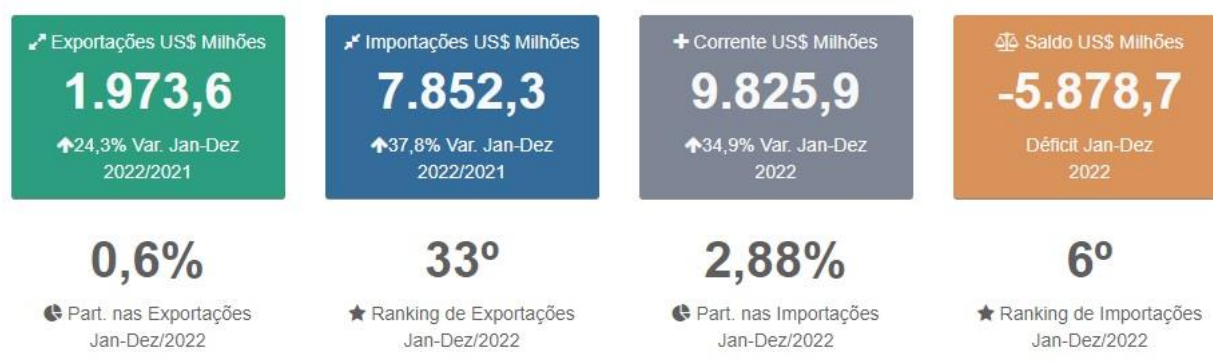 Exportações US$ Milhões
1.973,6
24,3% Var. Jan-Dez
2022/2021
Importações US$ Milhões
7.852,3
37,8% Var. Jan-Dez
2022/2021
Corrente US$ Milhões
9.825,9
34,9% Var. Jan-Dez
2022
Saldo US$ Milhões
-5.878,7
Déficit Jan-Dez
2022
0,6%
Part. nas Exportações
Jan-Dez/2022
33º
Ranking de Exportações
Jan-Dez/2022
2,88%
Part. nas Importações
Jan-Dez/2022
6º
Ranking de Importações
Jan-Dez/2022